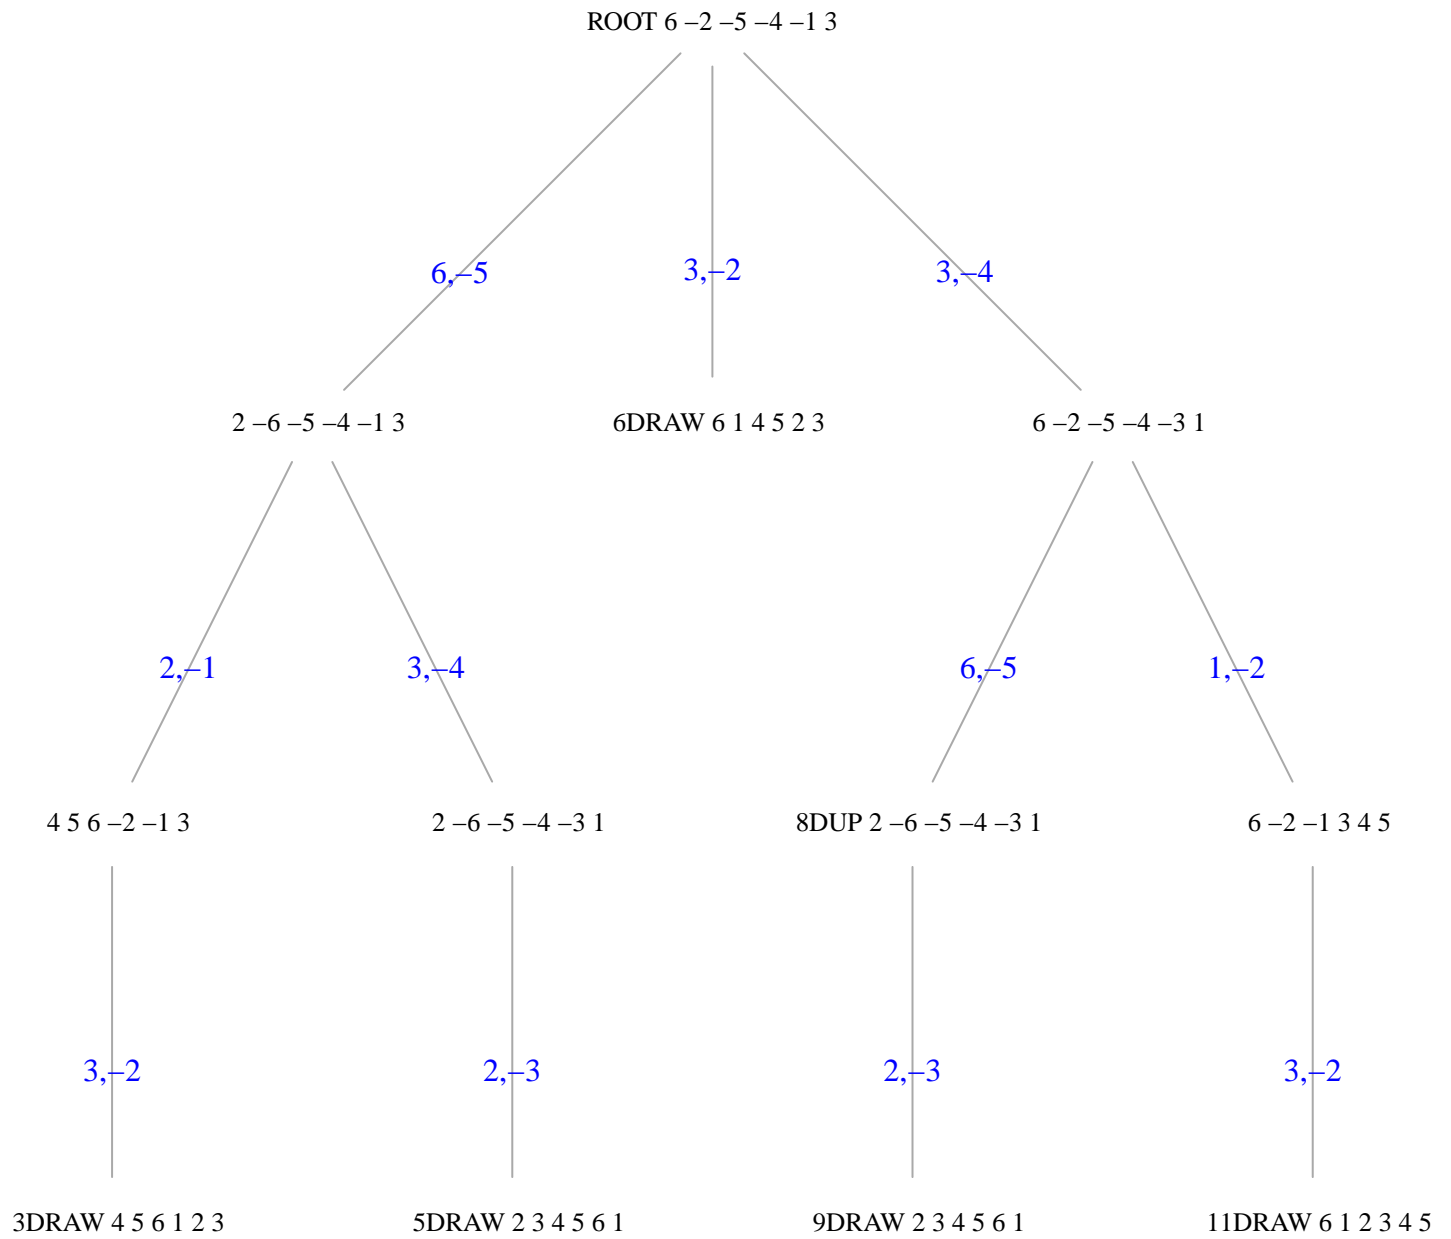 ROOT 6 –2 –5 –4 –1 3
6,–5
3,–2
3,–4
2 –6 –5 –4 –1 3
6DRAW 6 1 4 5 2 3
6 –2 –5 –4 –3 1
2,–1
3,–4
6,–5
1,–2
4 5 6 –2 –1 3
2 –6 –5 –4 –3 1
8DUP 2 –6 –5 –4 –3 1
6 –2 –1 3 4 5
3,–2
2,–3
2,–3
3,–2
3DRAW 4 5 6 1 2 3
5DRAW 2 3 4 5 6 1
9DRAW 2 3 4 5 6 1
11DRAW 6 1 2 3 4 5